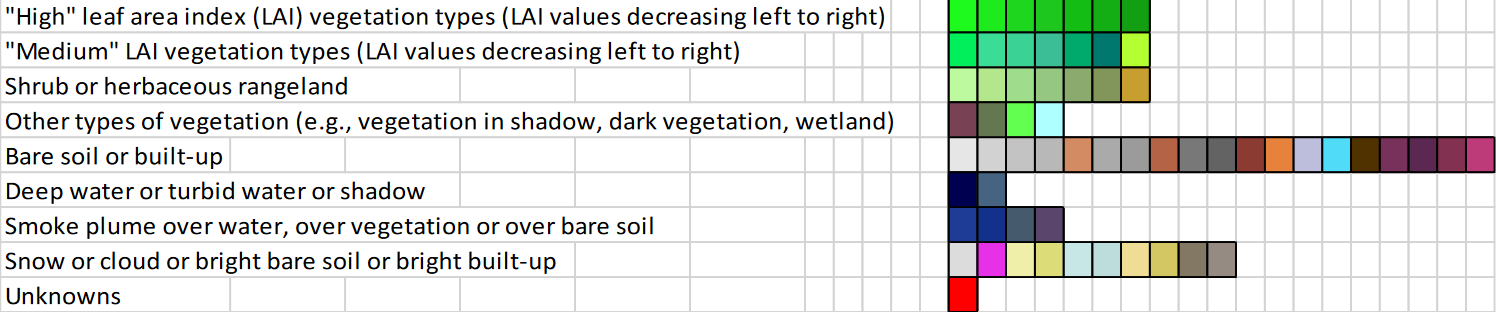 "High" leaf area index (LAI) vegetation types (LAI values decreasing left to right)
"Medium" LAI vegetation types (LAI values decreasing left to right)
Shrub or herbaceous rangeland
Other types of vegetation (e.g., vegetation in shadow, dark vegetation, wetland)
Bare soil or built-up
Deep water or turbid water or shadow
Smoke plume over water, over vegetation or over bare soil
Snow or cloud or bright bare soil or bright built-up
Unknowns